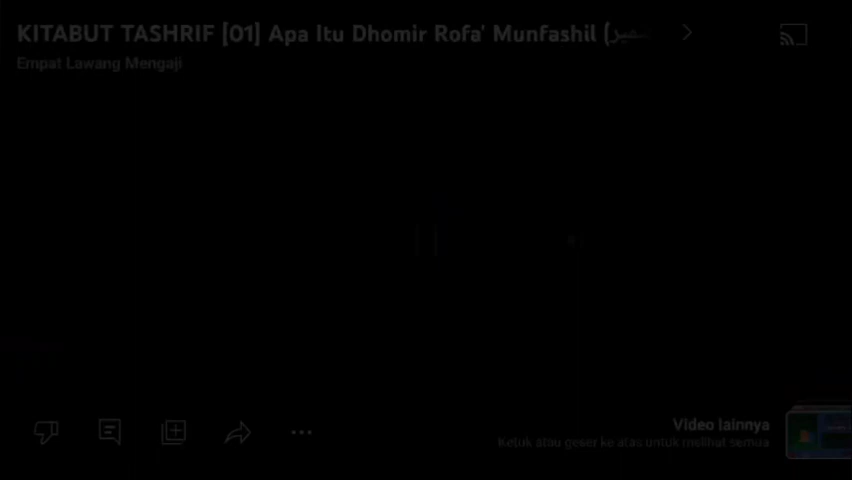 KITABUT TASHRIF [01] Apa Itu Dhomir Rofa' Munfashil (ضمير
Empat Lawang Mengaji
Video lainnya
Ketuk atau geser ke atas untuk melihat semua